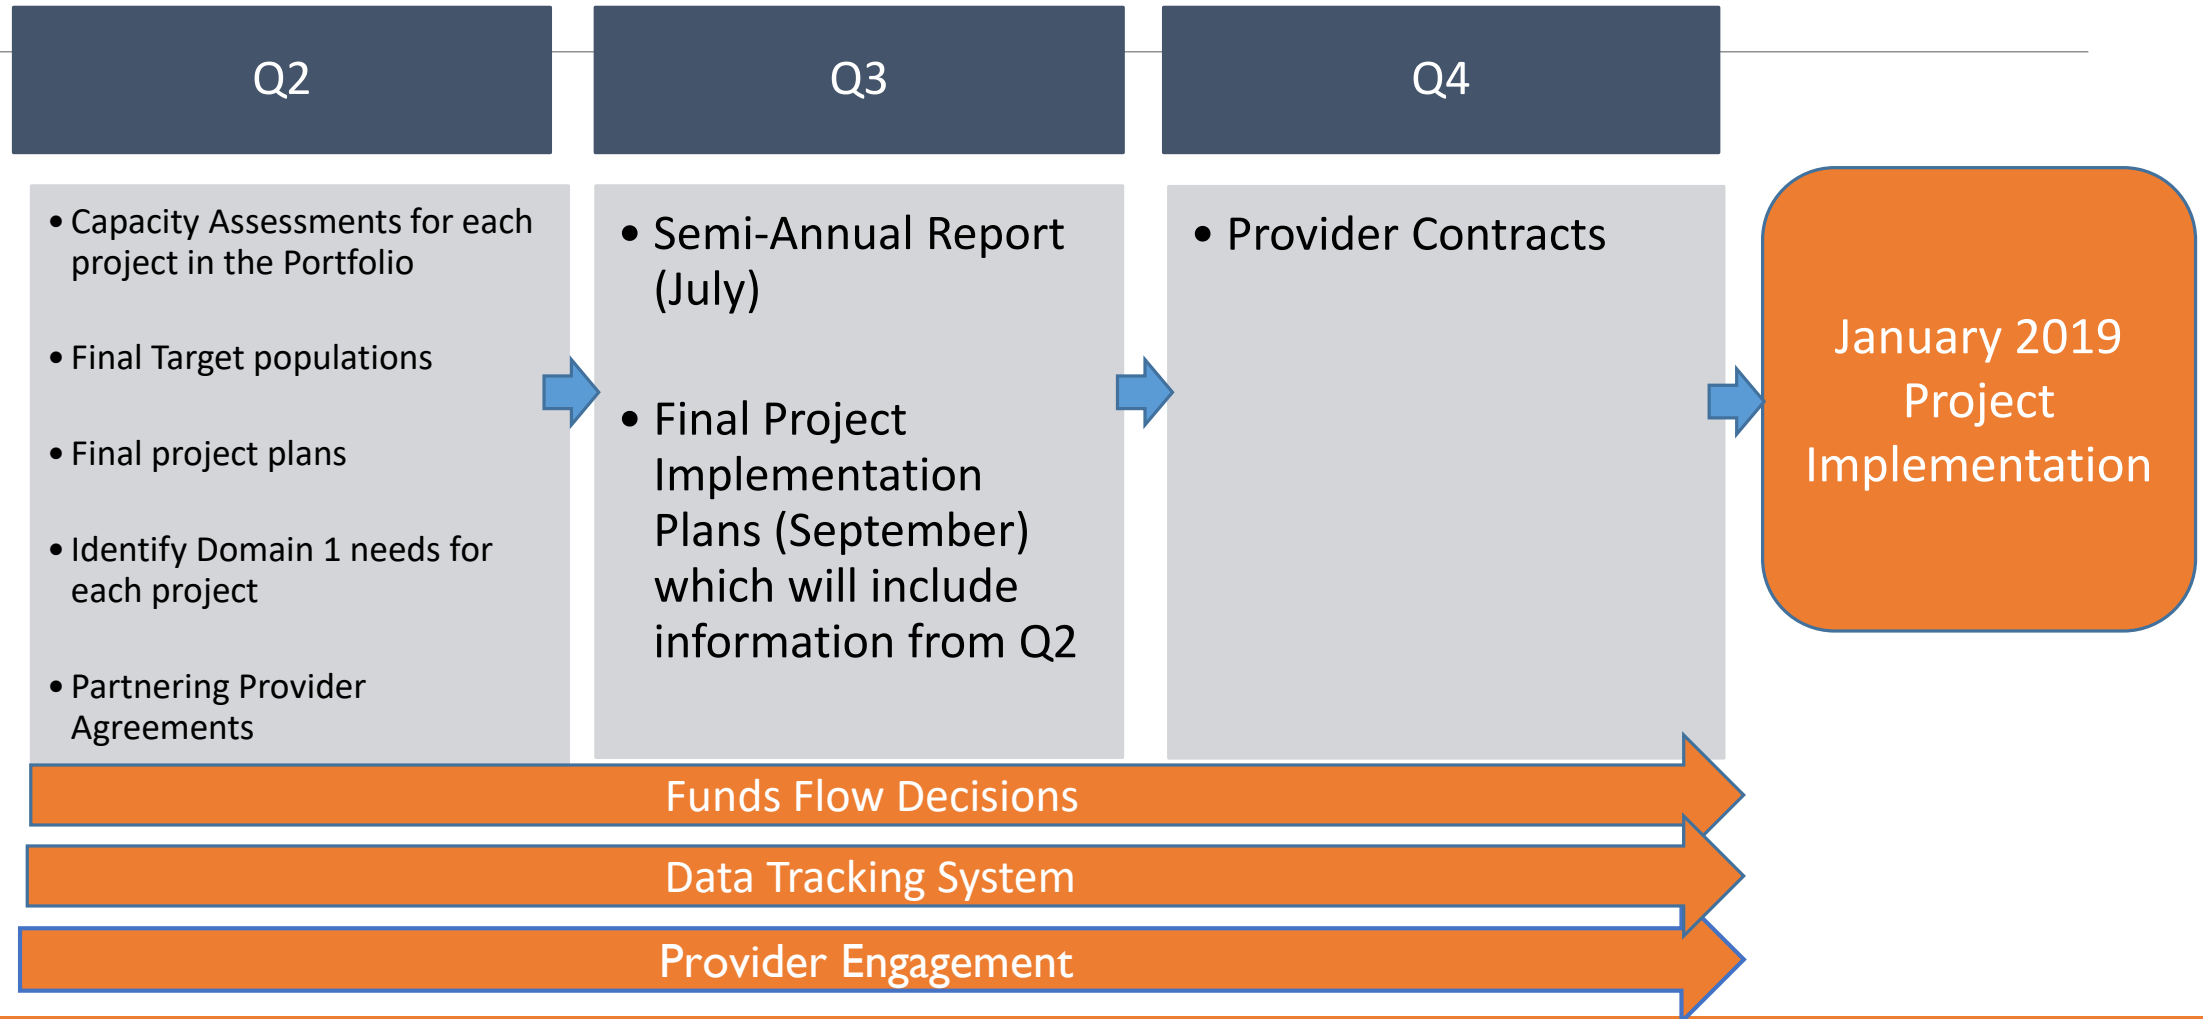 Q2
• Capacity Assessments for each
project in the Portfolio
• Final Target populations
• Final project plans
• Identify Domain 1 needs for
each project
• Partnering Provider
Agreements
Q3
• Semi-Annual Report
(July)
• Final Project
Implementation
Plans (September)
which will include
information from Q2
Q4
• Provider Contracts
January 2019
Project
Implementation
Funds Flow Decisions
Data Tracking System
Provider Engagement